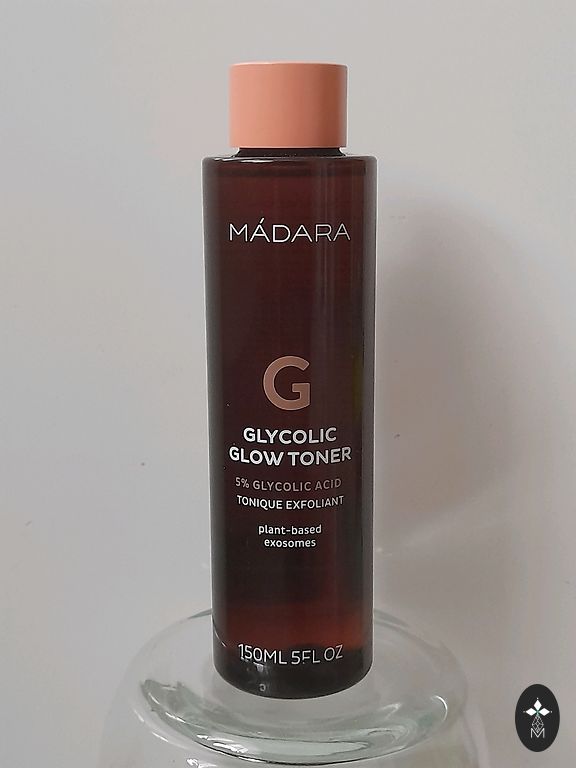 MÁDARA
G
GLYCOLIC
GLOW TONER
5% GLYCOLIC ACID
TONIQUE EXFOLIANT
plant-based
exosomes
150ML 5FL OZ
M